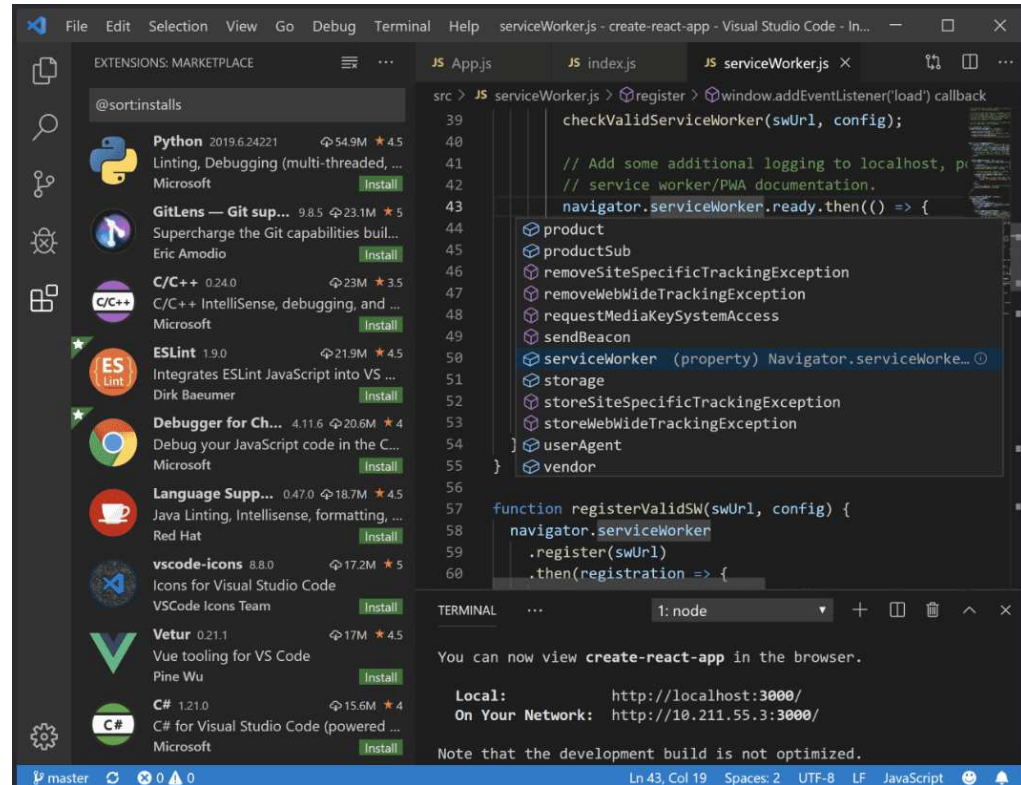 File Edit Selection View Go Debug Terminal Help serviceWorker.js - create-react-app - Visual Studio Code - In...
EXTENSIONS: MARKETPLACE
@sort:installs
Python 2019.6.24221 54.9M ★ 4.5
Linting, Debugging (multi-threaded, ...
Microsoft Install
GitLens — Git sup... 9.8.5 23.1M ★ 5
Supercharge the Git capabilities buil...
Eric Amodio Install
C/C++
C/C++ 0.24.0 23M ★ 3.5
C/C++ IntelliSense, debugging, and ...
Microsoft Install
ES
Lint
ESLint 1.9.0 21.9M ★ 4.5
Integrates ESLint JavaScript into VS ...
Dirk Baeumer Install
Debugger for Ch... 4.11.6 20.6M ★ 4
Debug your JavaScript code in the C...
Microsoft Install
Language Supp... 0.47.0 18.7M ★ 4.5
Java Linting, Intellisense, formatting, ...
Red Hat Install
vscode-icons 8.8.0 17.2M ★ 5
Icons for Visual Studio Code
VSCode Icons Team Install
Vetur 0.21.1 17M ★ 4.5
Vue tooling for VS Code
Pine Wu Install
C#
C# 1.21.0 15.6M ★ 4
C# for Visual Studio Code (powered ...
Microsoft Install
JS App.js JS index.js JS serviceWorker.js ×
src > JS serviceWorker.js > register > window.addEventListener('load') callback
39 checkValidServiceWorker(swUrl, config);
40
41 // Add some additional logging to localhost, p
42 // service worker/PWA documentation.
43 navigator.serviceWorker.ready.then(() => {
44 product
45 productSub
46 removeSiteSpecificTrackingException
47 removeWebWideTrackingException
48 requestMediaKeySystemAccess
49 sendBeacon
50 serviceWorker (property) Navigator.serviceWorke...
51 storage
52 storeSiteSpecificTrackingException
53 storeWebWideTrackingException
54 } userAgent
55 } vendor
56
57 function registerValidSW(swUrl, config) {
58 navigator.serviceWorker
59 .register(swUrl)
60 .then(registration => {
TERMINAL ... 1: node
You can now view create-react-app in the browser.
Local: http://localhost:3000/
On Your Network: http://10.211.55.3:3000/
Note that the development build is not optimized.
master 0 0 Ln 43, Col 19 Spaces: 2 UTF-8 LF JavaScript